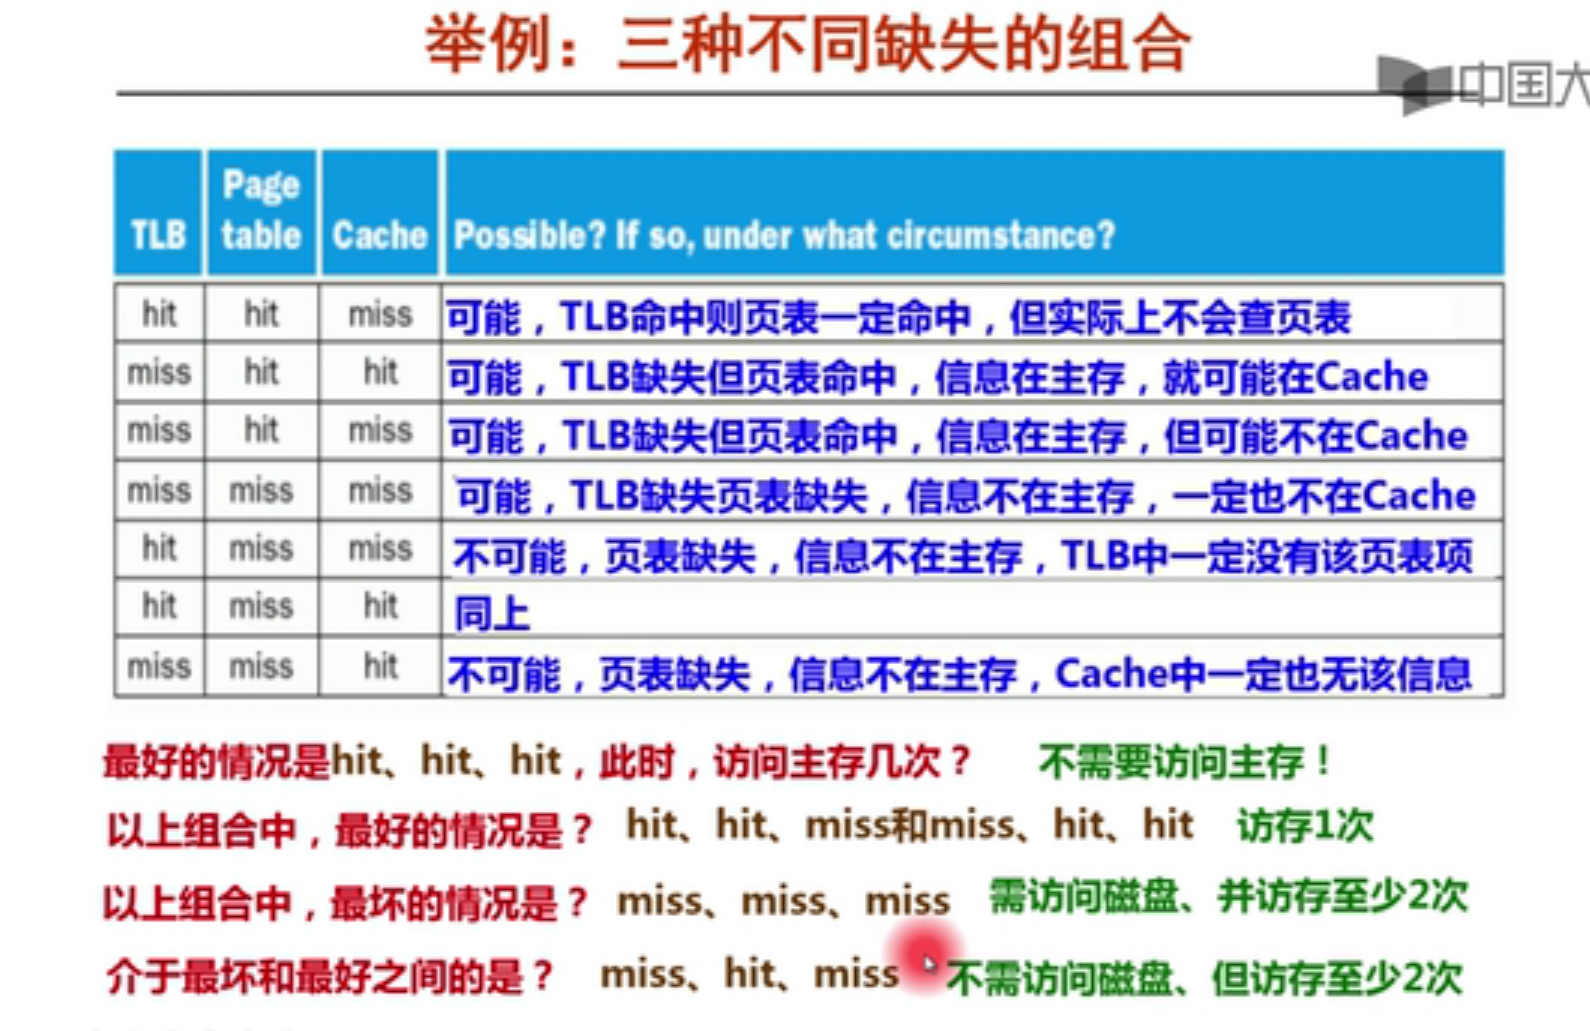 举例：三种不同缺失的组合
中国大
TLB Page table Cache Possible? If so, under what circumstance?
hit hit miss 可能，TLB命中则页表一定命中，但实际上不会查页表
miss hit hit 可能，TLB缺失但页表命中，信息在主存，就可能在Cache
miss hit miss 可能，TLB缺失但页表命中，信息在主存，但可能不在Cache
miss miss miss 可能，TLB缺失页表缺失，信息不在主存，一定也不在Cache
hit miss miss 不可能，页表缺失，信息不在主存，TLB中一定没有该页表项
hit miss hit 同上
miss miss hit 不可能，页表缺失，信息不在主存，Cache中一定也无该信息
最好的情况是hit、hit、hit，此时，访问主存几次？ 不需要访问主存！
以上组合中，最好的情况是？ hit、hit、miss和miss、hit、hit 访存1次
以上组合中，最坏的情况是？ miss、miss、miss 需访问磁盘、并访存至少2次
介于最坏和最好之间的是？ miss、hit、miss 不需访问磁盘、但访存至少2次